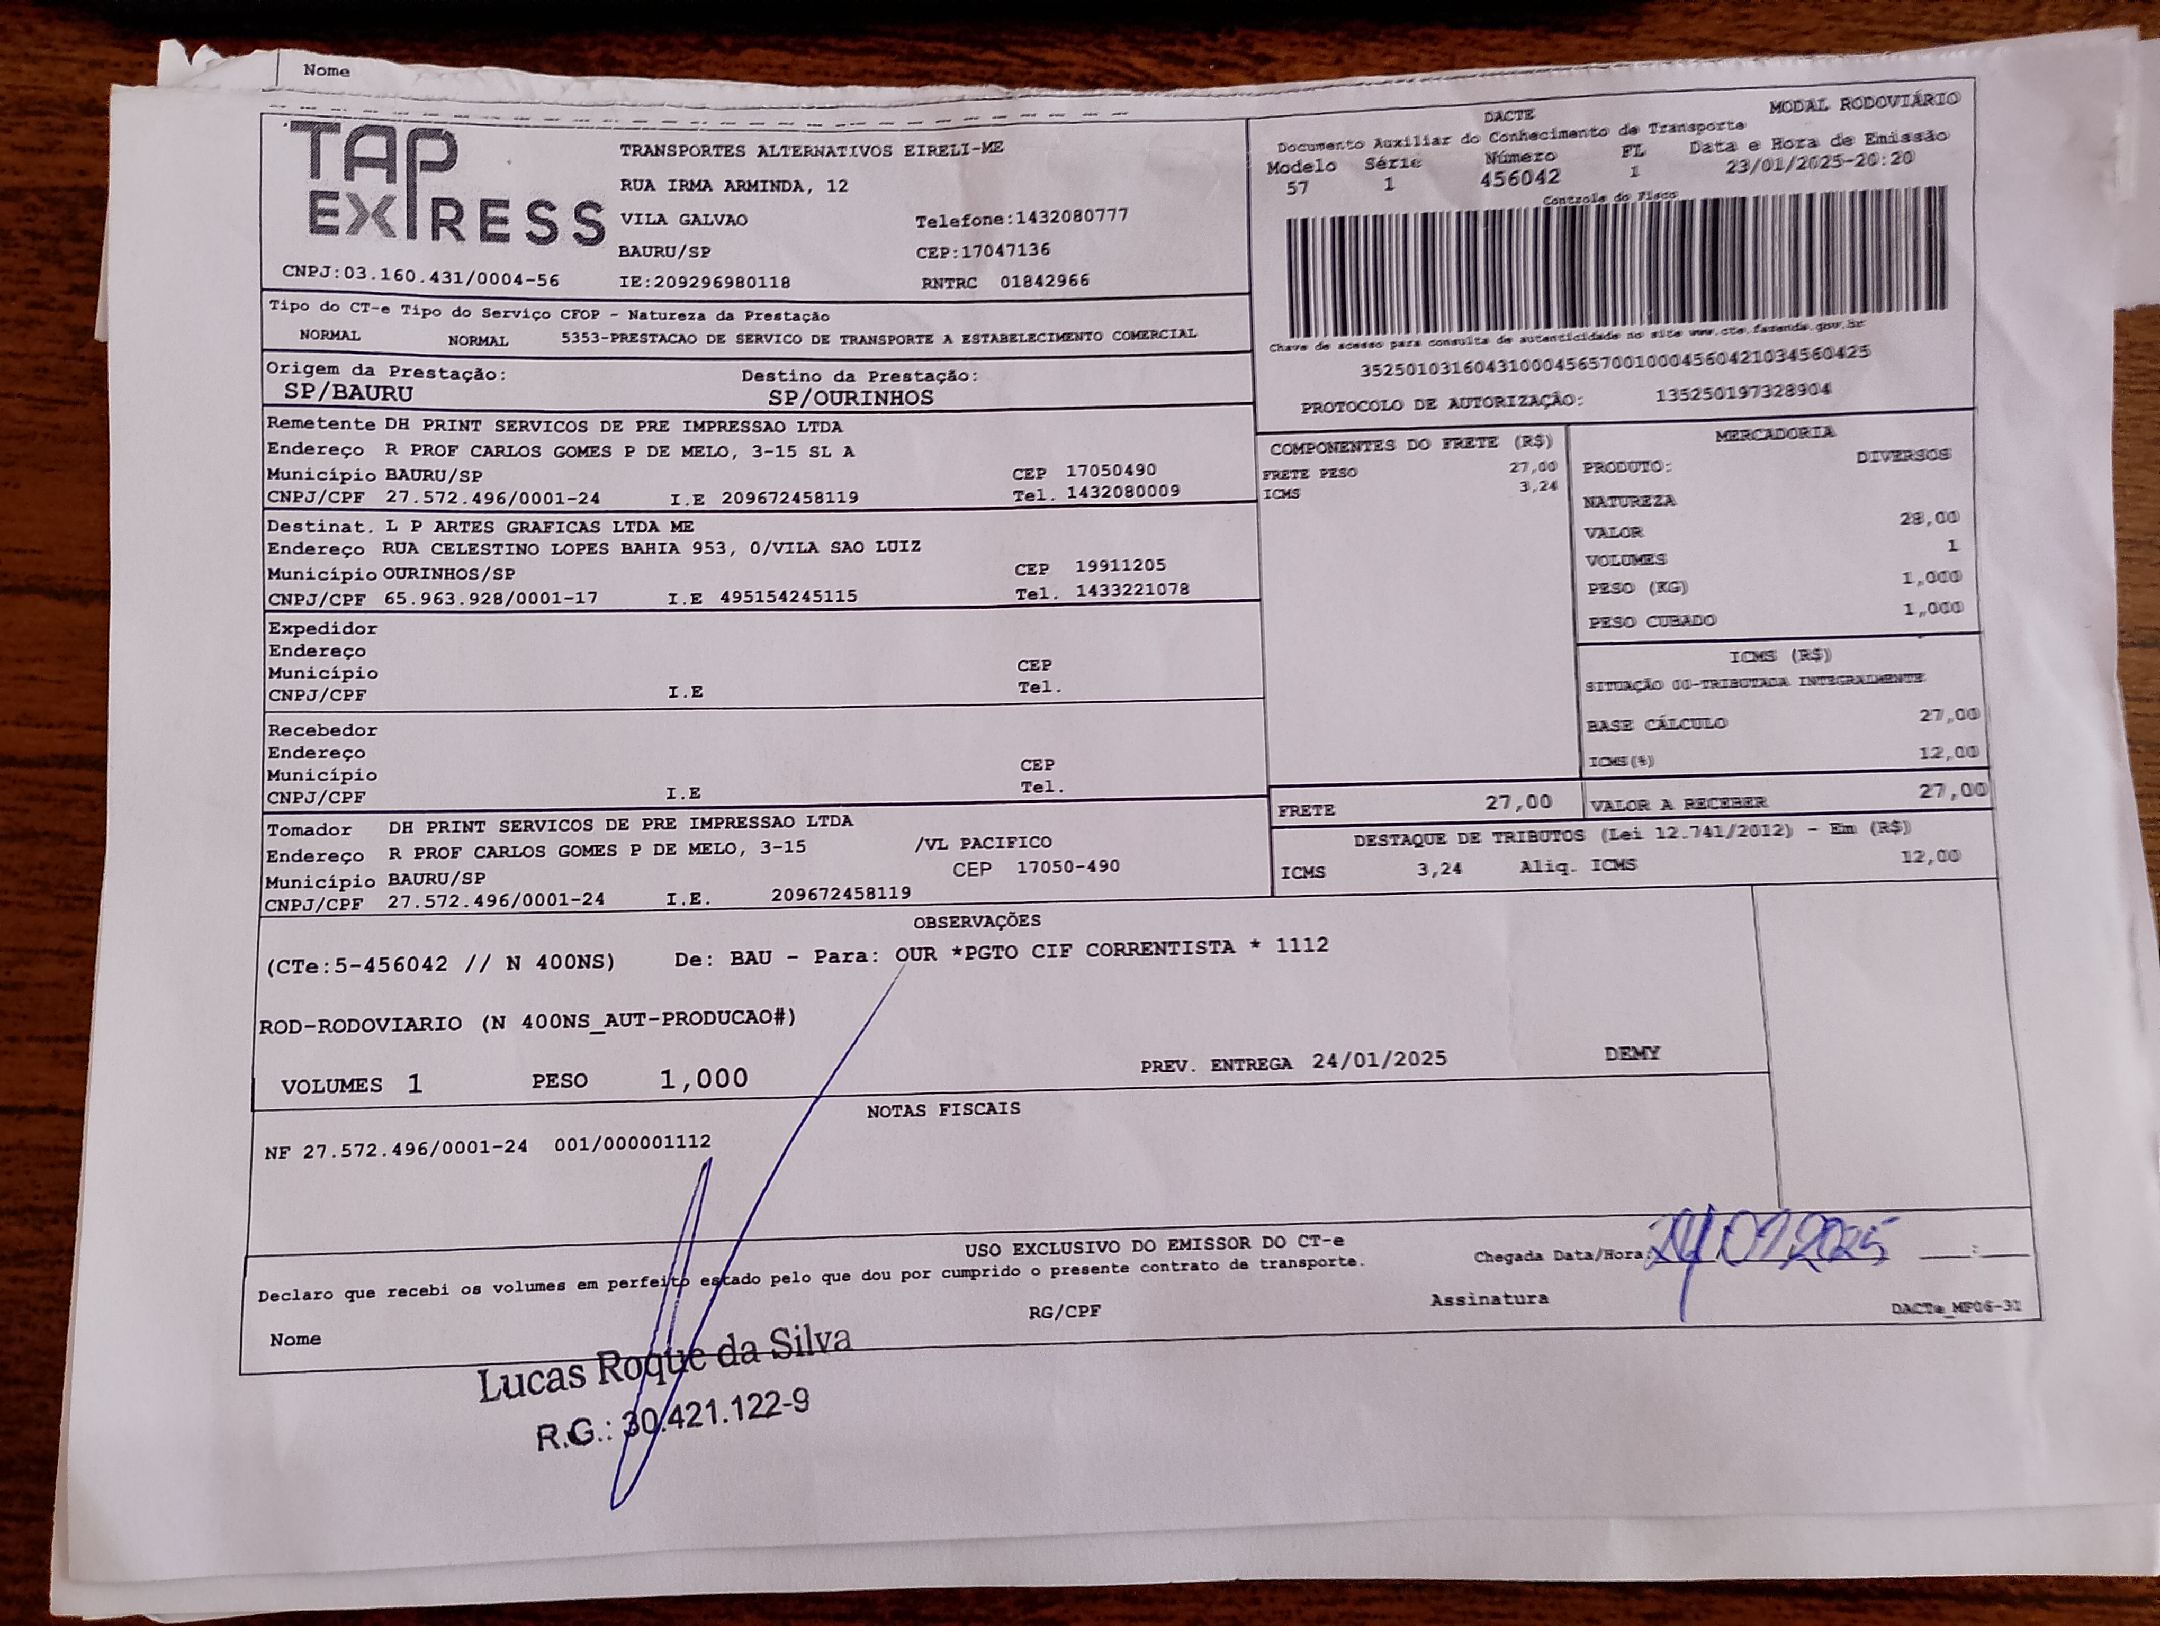 Nome
TAP EXPRESS
TRANSPORTES ALTERNATIVOS EIRELI-ME
RUA IRMA ARMINDA, 12
VILA GALVAO Telefone:1432080777
BAURU/SP CEP:17047136
CNPJ:03.160.431/0004-56 IE:209296980118 RNTRC 01842966
DACTE MODAL RODOVIÁRIO
Documento Auxiliar do Conhecimento de Transporte
Modelo Série Número FL Data e Hora de Emissão
57 1 456042 1 23/01/2025-20:20
Controle do Fisco
Chave de acesso para consulta de autenticidade no site www.cte.fazenda.gov.br
35250103160431000456570010004560421034560425
PROTOCOLO DE AUTORIZAÇÃO: 135250197328904
Tipo do CT-e Tipo do Serviço CFOP - Natureza da Prestação
NORMAL NORMAL 5353-PRESTACAO DE SERVICO DE TRANSPORTE A ESTABELECIMENTO COMERCIAL
Origem da Prestação: Destino da Prestação:
SP/BAURU SP/OURINHOS
Remetente DH PRINT SERVICOS DE PRE IMPRESSAO LTDA
Endereço R PROF CARLOS GOMES P DE MELO, 3-15 SL A
Município BAURU/SP CEP 17050490
CNPJ/CPF 27.572.496/0001-24 I.E 209672458119 Tel. 1432080009
Destinat. L P ARTES GRAFICAS LTDA ME
Endereço RUA CELESTINO LOPES BAHIA 953, 0/VILA SAO LUIZ
Município OURINHOS/SP CEP 19911205
CNPJ/CPF 65.963.928/0001-17 I.E 495154245115 Tel. 1433221078
Expedidor
Endereço
Município CEP
CNPJ/CPF I.E Tel.
Recebedor
Endereço
Município CEP
CNPJ/CPF I.E Tel.
Tomador DH PRINT SERVICOS DE PRE IMPRESSAO LTDA
Endereço R PROF CARLOS GOMES P DE MELO, 3-15 /VL PACIFICO
Município BAURU/SP CEP 17050-490
CNPJ/CPF 27.572.496/0001-24 I.E. 209672458119
COMPONENTES DO FRETE (R$)
FRETE PESO 27,00
ICMS 3,24
MERCADORIA
PRODUTO: DIVERSOS
NATUREZA
VALOR 28,00
VOLUMES 1
PESO (KG) 1,000
PESO CUBADO 1,000
ICMS (R$)
SITUAÇÃO 00-TRIBUTADA INTEGRALMENTE
BASE CÁLCULO 27,00
ICMS(%) 12,00
FRETE 27,00 VALOR A RECEBER 27,00
DESTAQUE DE TRIBUTOS (Lei 12.741/2012) - Em (R$)
ICMS 3,24 Aliq. ICMS 12,00
OBSERVAÇÕES
(CTe:5-456042 // N 400NS) De: BAU - Para: OUR *PGTO CIF CORRENTISTA * 1112
ROD-RODOVIARIO (N 400NS_AUT-PRODUCAO#)
VOLUMES 1 PESO 1,000 PREV. ENTREGA 24/01/2025 DEMY
NOTAS FISCAIS
NF 27.572.496/0001-24 001/000001112
USO EXCLUSIVO DO EMISSOR DO CT-e
Declaro que recebi os volumes em perfeito estado pelo que dou por cumprido o presente contrato de transporte.
Chegada Data/Hora: 24/01/2025 __:__
Nome RG/CPF Assinatura DACTe_MF06-31
Lucas Roque da Silva
R.G.: 30.421.122-9